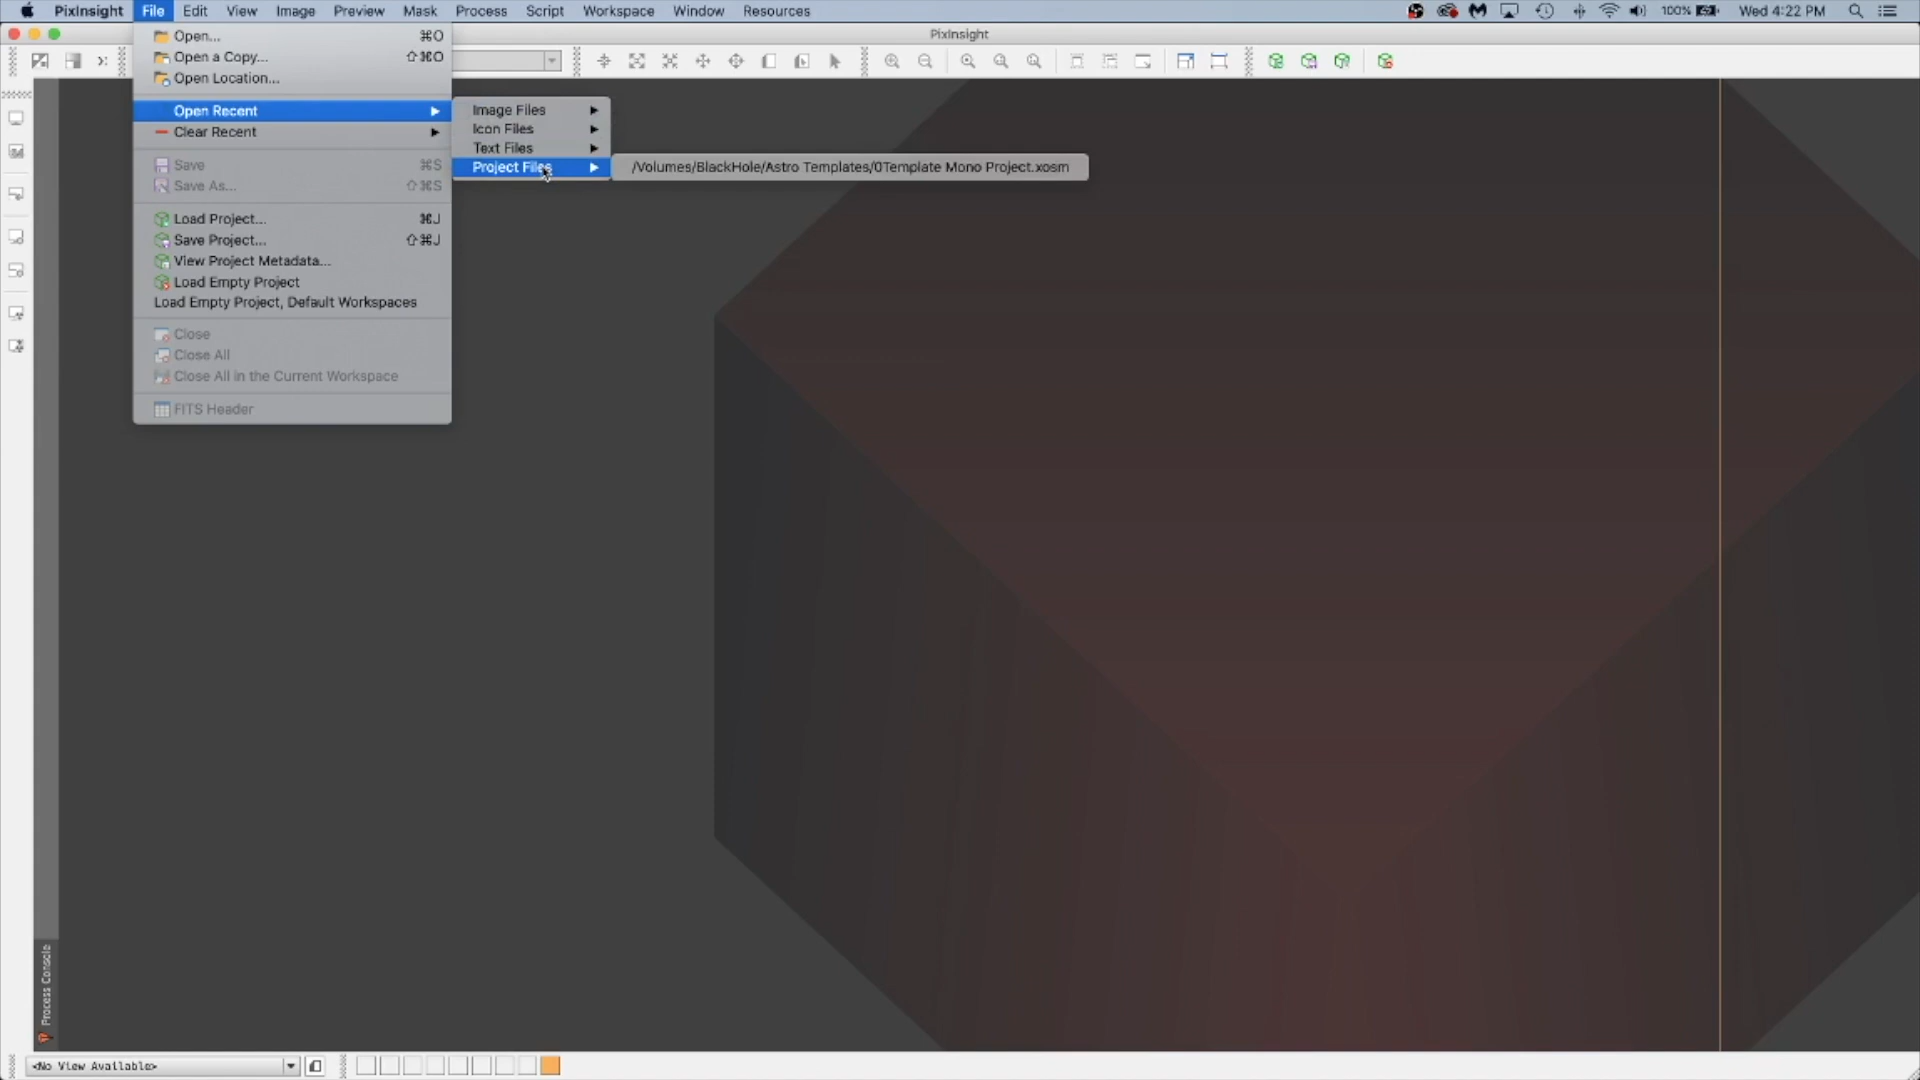 PixInsight File Edit View Image Preview Mask Process Script Workspace Window Resources 100% Wed 4:22 PM
PixInsight
Open... ⌘O
Open a Copy... ⇧⌘O
Open Location...
Open Recent
Clear Recent
Save ⌘S
Save As... ⇧⌘S
Load Project... ⌘J
Save Project... ⇧⌘J
View Project Metadata...
Load Empty Project
Load Empty Project, Default Workspaces
Close
Close All
Close All in the Current Workspace
FITS Header
Image Files
Icon Files
Text Files
Project Files
/Volumes/BlackHole/Astro Templates/0Template Mono Project.xosm
Process Console
<No View Available>